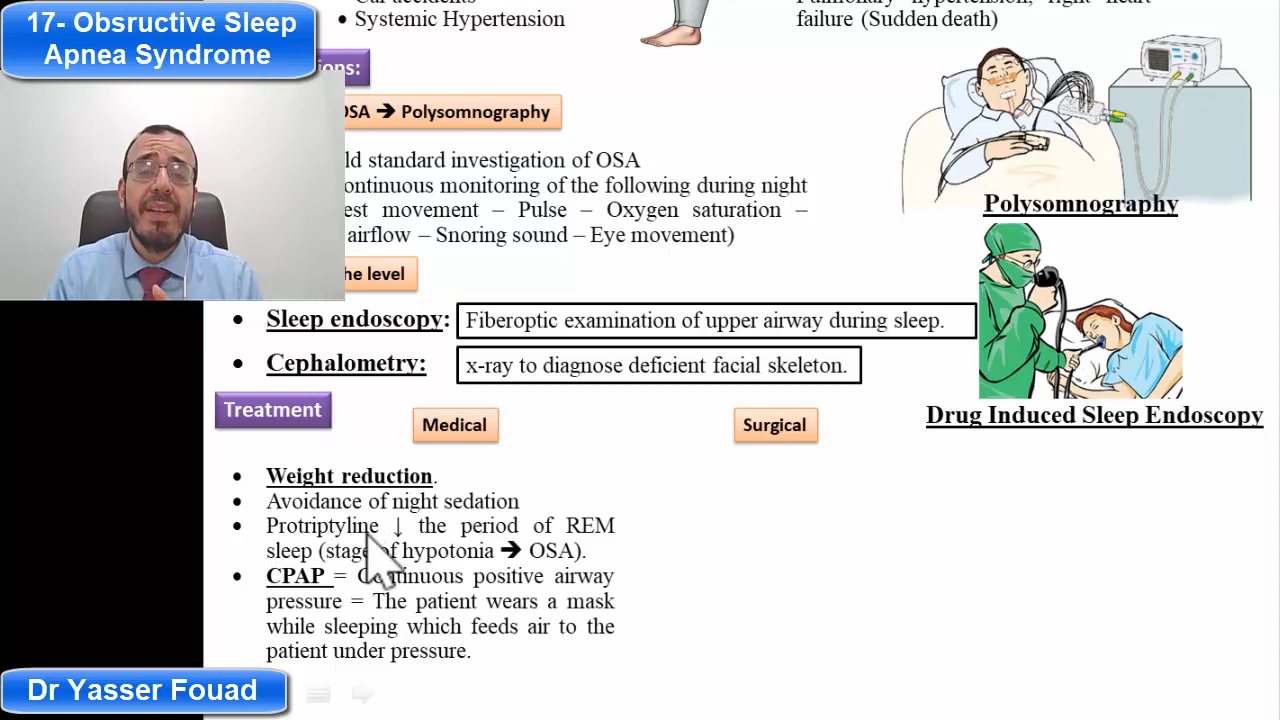 17- Obsructive Sleep
Apnea Syndrome
• Systemic Hypertension
failure (Sudden death)
OSA ➔ Polysomnography
standard investigation of OSA
continuous monitoring of the following during night
movement – Pulse – Oxygen saturation –
airflow – Snoring sound – Eye movement)
Polysomnography
level
• Sleep endoscopy: Fiberoptic examination of upper airway during sleep.
• Cephalometry: x-ray to diagnose deficient facial skeleton.
Drug Induced Sleep Endoscopy
Treatment
Medical
Surgical
• Weight reduction.
• Avoidance of night sedation
• Protriptyline ↓ the period of REM
sleep (stage of hypotonia ➔ OSA).
• CPAP = Continuous positive airway
pressure = The patient wears a mask
while sleeping which feeds air to the
patient under pressure.
Dr Yasser Fouad